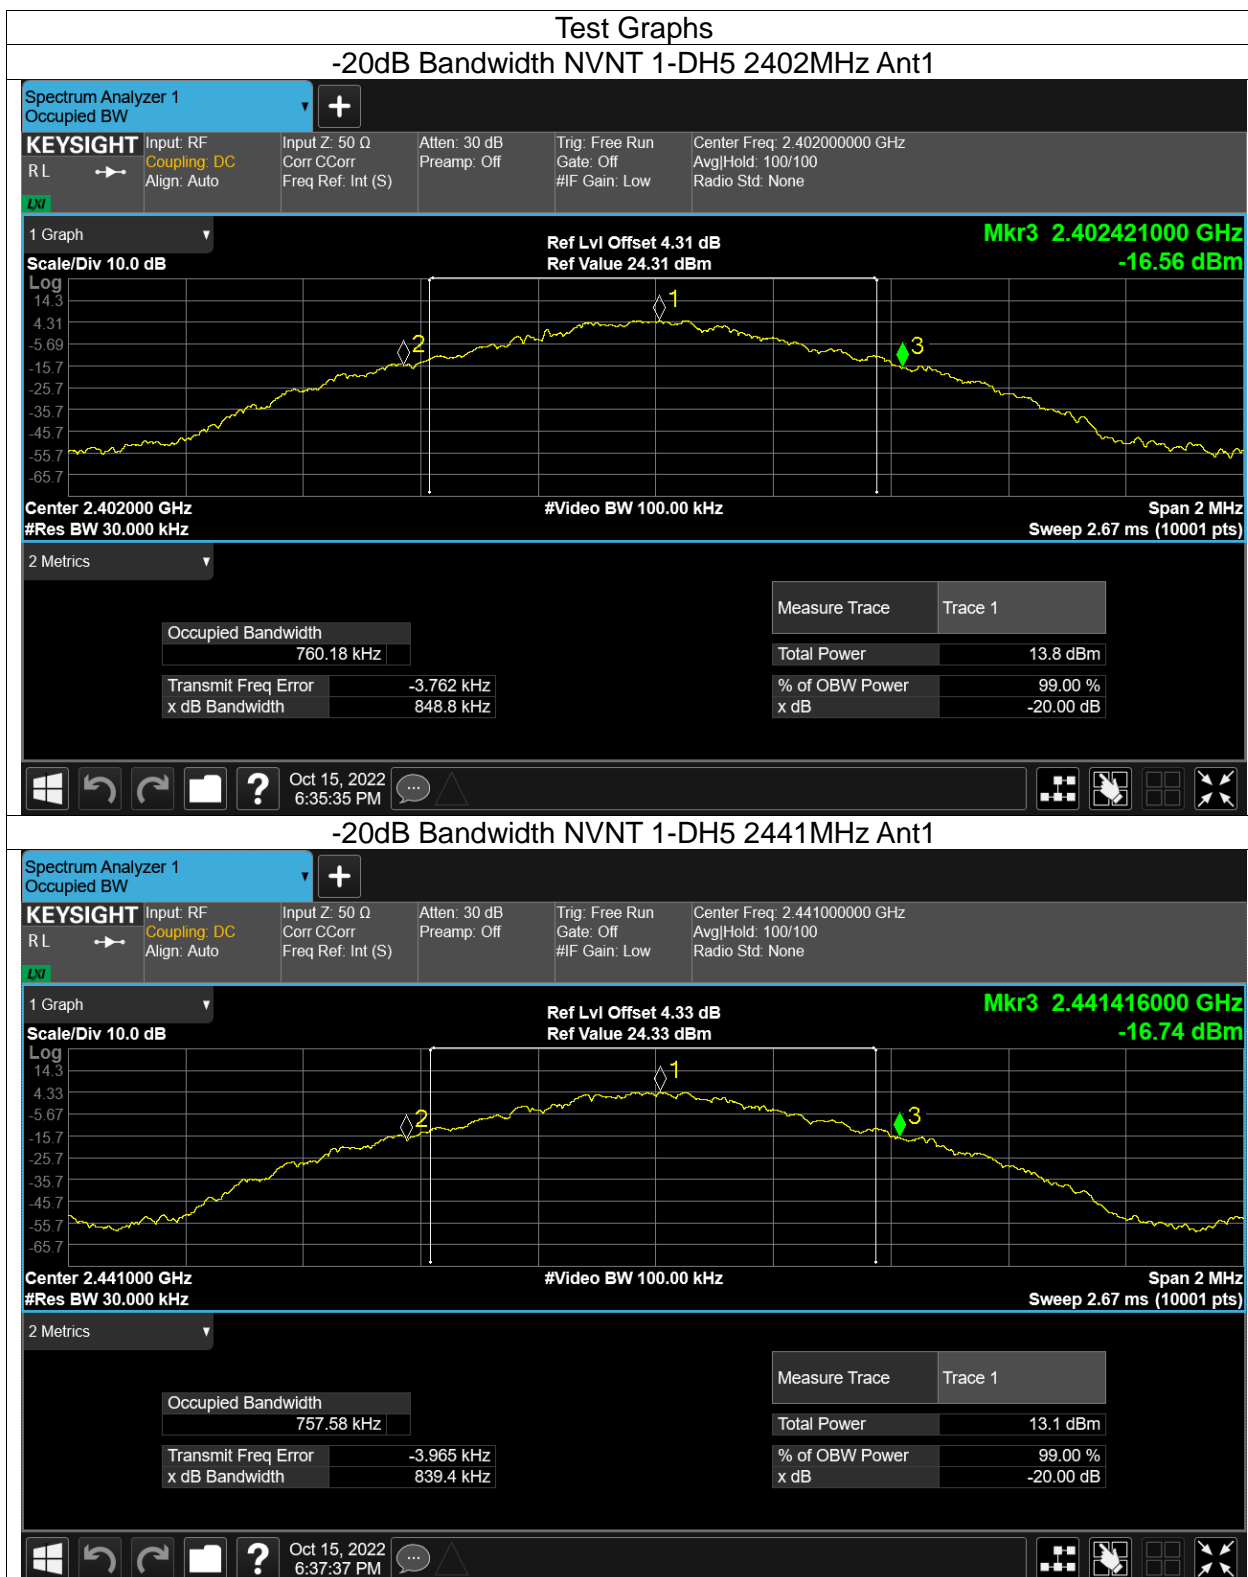 Test Graphs
-20dB Bandwidth NVNT 1-DH5 2402MHz Ant1
Spectrum Analyzer 1
Occupied BW
KEYSIGHT
R L
LXI
Input: RF
Coupling: DC
Align: Auto
Input Z: 50 Ω
Corr CCorr
Freq Ref: Int (S)
Atten: 30 dB
Preamp: Off
Trig: Free Run
Gate: Off
#IF Gain: Low
Center Freq: 2.402000000 GHz
Avg|Hold: 100/100
Radio Std: None
1 Graph
Scale/Div 10.0 dB
Ref Lvl Offset 4.31 dB
Ref Value 24.31 dBm
Mkr3 2.402421000 GHz
-16.56 dBm
Log
14.3
4.31
-5.69
-15.7
-25.7
-35.7
-45.7
-55.7
-65.7
1
2
3
Center 2.402000 GHz
#Res BW 30.000 kHz
#Video BW 100.00 kHz
Span 2 MHz
Sweep 2.67 ms (10001 pts)
2 Metrics
Occupied Bandwidth
760.18 kHz
Transmit Freq Error -3.762 kHz
x dB Bandwidth 848.8 kHz
Measure Trace Trace 1
Total Power 13.8 dBm
% of OBW Power 99.00 %
x dB -20.00 dB
Oct 15, 2022
6:35:35 PM
-20dB Bandwidth NVNT 1-DH5 2441MHz Ant1
Spectrum Analyzer 1
Occupied BW
KEYSIGHT
R L
LXI
Input: RF
Coupling: DC
Align: Auto
Input Z: 50 Ω
Corr CCorr
Freq Ref: Int (S)
Atten: 30 dB
Preamp: Off
Trig: Free Run
Gate: Off
#IF Gain: Low
Center Freq: 2.441000000 GHz
Avg|Hold: 100/100
Radio Std: None
1 Graph
Scale/Div 10.0 dB
Ref Lvl Offset 4.33 dB
Ref Value 24.33 dBm
Mkr3 2.441416000 GHz
-16.74 dBm
Log
14.3
4.33
-5.67
-15.7
-25.7
-35.7
-45.7
-55.7
-65.7
1
2
3
Center 2.441000 GHz
#Res BW 30.000 kHz
#Video BW 100.00 kHz
Span 2 MHz
Sweep 2.67 ms (10001 pts)
2 Metrics
Occupied Bandwidth
757.58 kHz
Transmit Freq Error -3.965 kHz
x dB Bandwidth 839.4 kHz
Measure Trace Trace 1
Total Power 13.1 dBm
% of OBW Power 99.00 %
x dB -20.00 dB
Oct 15, 2022
6:37:37 PM